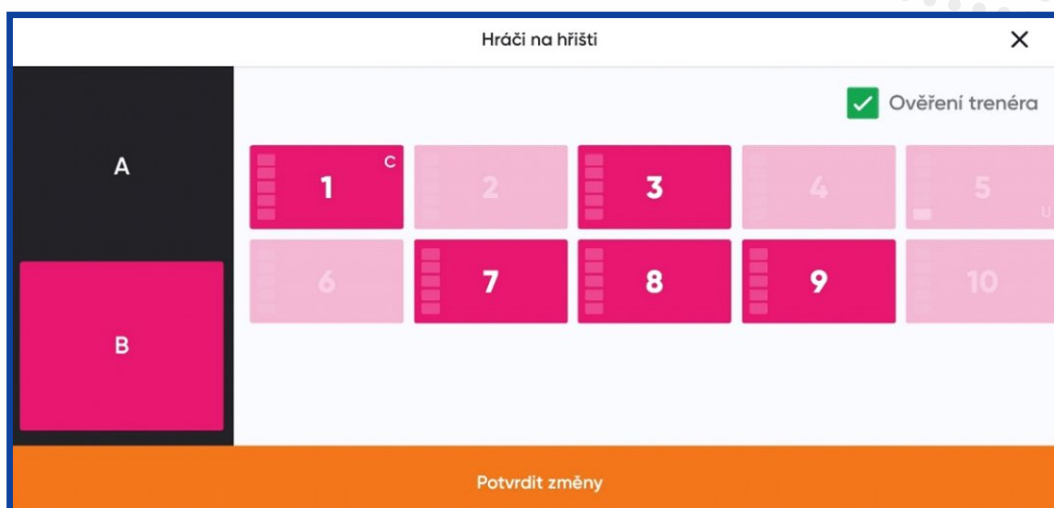 Hráči na hřišti
Ověření trenéra
A
1 C 2 3 4 5 U
6 7 8 9 10
B
Potvrdit změny